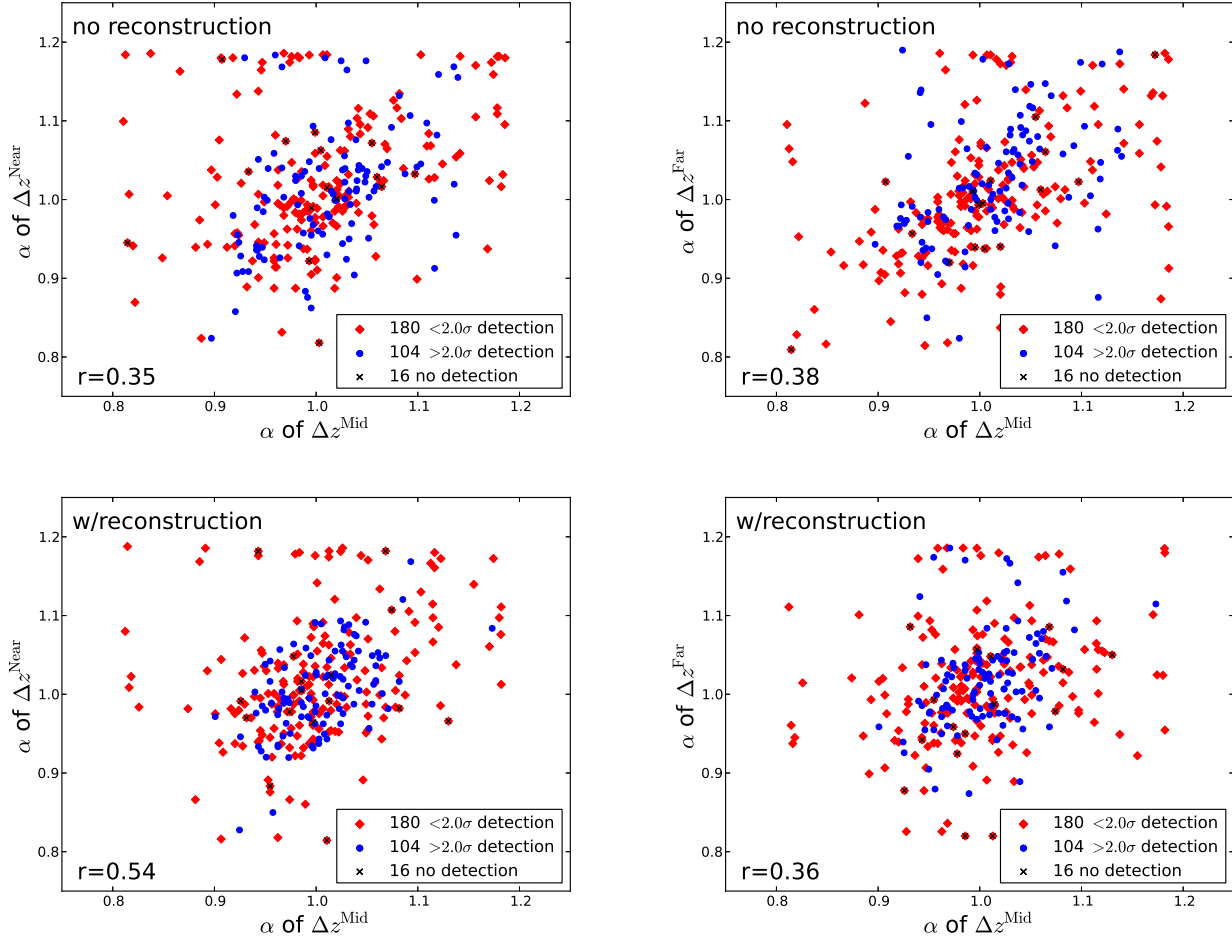 no reconstruction
1.2
1.1
1.0
0.9
0.8
α of Δz^Near
180 <2.0σ detection
104 >2.0σ detection
16 no detection
r=0.35
0.8 0.9 1.0 1.1 1.2
α of Δz^Mid
no reconstruction
1.2
1.1
1.0
0.9
0.8
α of Δz^Far
180 <2.0σ detection
104 >2.0σ detection
16 no detection
r=0.38
0.8 0.9 1.0 1.1 1.2
α of Δz^Mid
w/reconstruction
1.2
1.1
1.0
0.9
0.8
α of Δz^Near
180 <2.0σ detection
104 >2.0σ detection
16 no detection
r=0.54
0.8 0.9 1.0 1.1 1.2
α of Δz^Mid
w/reconstruction
1.2
1.1
1.0
0.9
0.8
α of Δz^Far
180 <2.0σ detection
104 >2.0σ detection
16 no detection
r=0.36
0.8 0.9 1.0 1.1 1.2
α of Δz^Mid